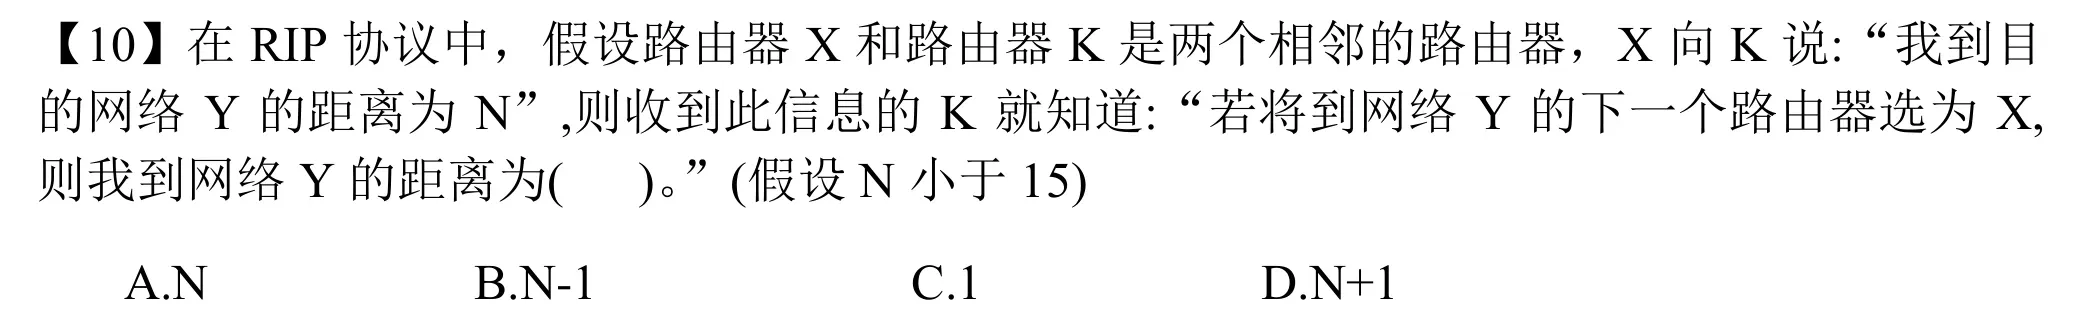 【10】在 RIP 协议中，假设路由器 X 和路由器 K 是两个相邻的路由器，X 向 K 说:“我到目
的网络 Y 的距离为 N”,则收到此信息的 K 就知道:“若将到网络 Y 的下一个路由器选为 X,
则我到网络 Y 的距离为( )。”(假设 N 小于 15)
A.N B.N-1 C.1 D.N+1